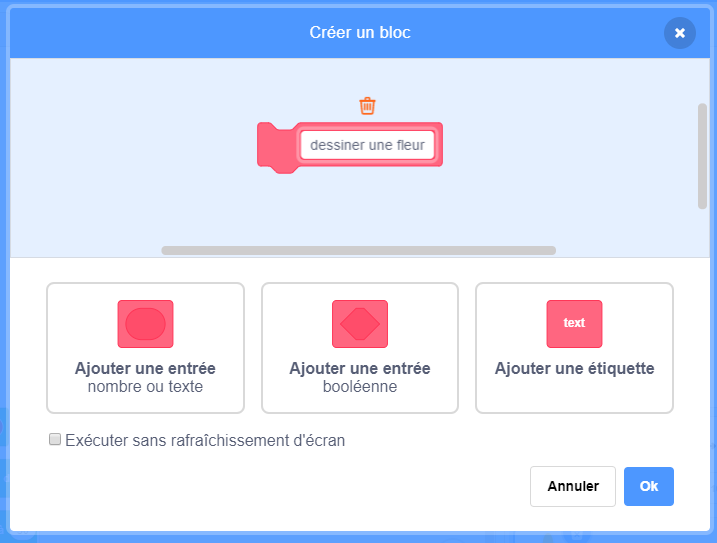 Créer un bloc
dessiner une fleur
text
Ajouter une entrée
nombre ou texte
Ajouter une entrée
booléenne
Ajouter une étiquette
Exécuter sans rafraîchissement d'écran
Annuler
Ok